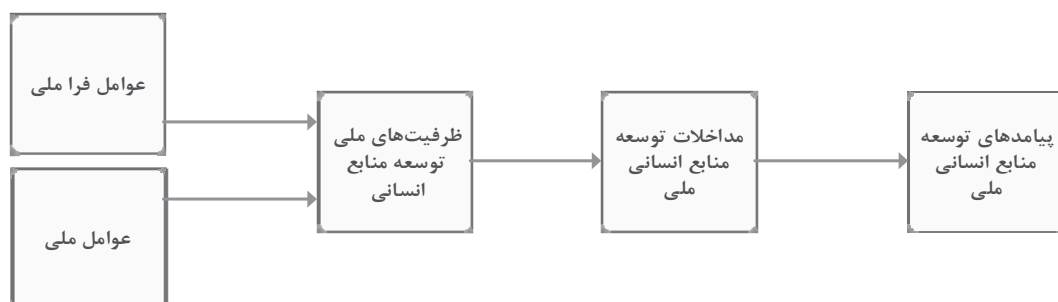 عوامل فرا ملی
عوامل ملی
ظرفیت‌های ملی
توسعه منابع
انسانی
مداخلات توسعه
منابع انسانی
ملی
پیامدهای توسعه
منابع انسانی
ملی